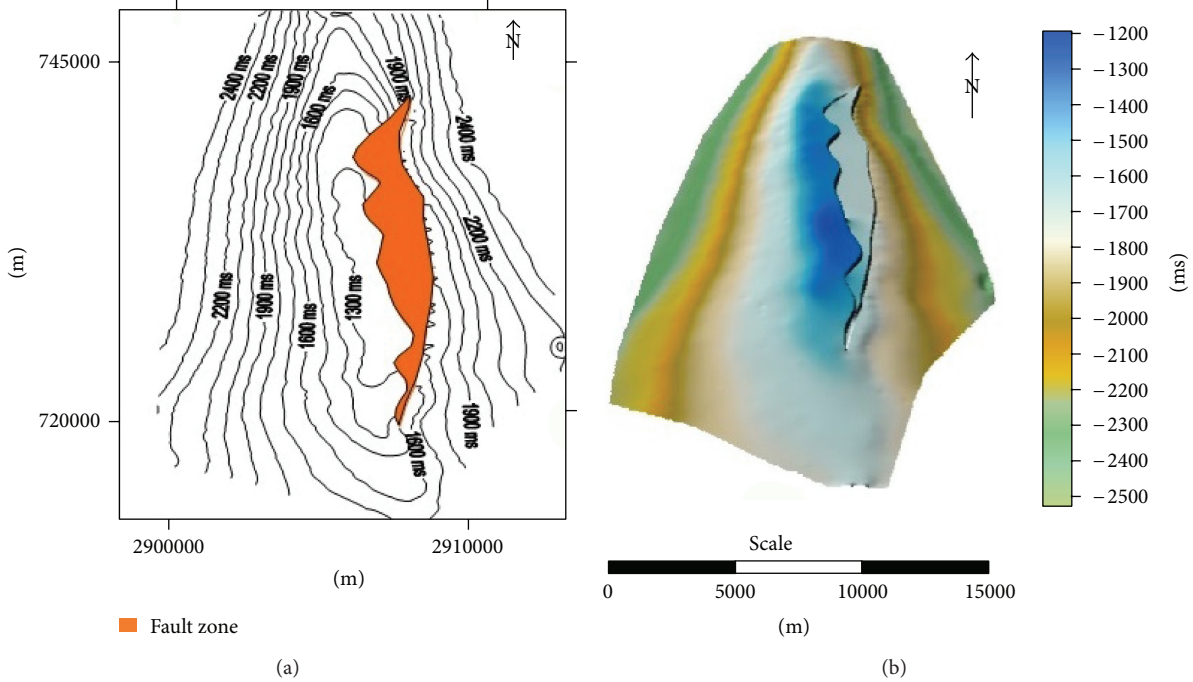 N
745000
2400 ms
2200 ms
1900 ms
1600 ms
1900 ms
2400 ms
2200 ms
(m)
2200 ms
1900 ms
1600 ms
1300 ms
720000
1600 ms
1900 ms
2900000
2910000
(m)
Fault zone
(a)
N
−1200
−1300
−1400
−1500
−1600
−1700
−1800
−1900
−2000
−2100
−2200
−2300
−2400
−2500
(ms)
Scale
0
5000
10000
15000
(m)
(b)